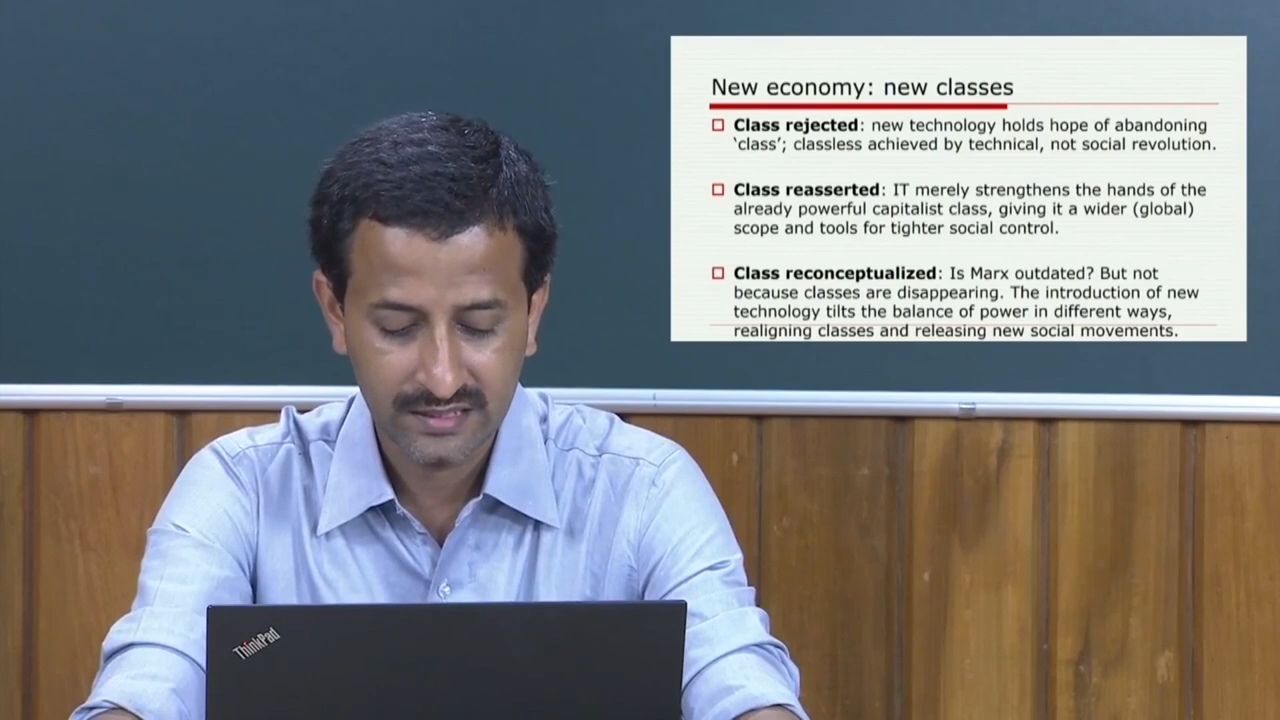 New economy: new classes
Class rejected: new technology holds hope of abandoning
‘class’; classless achieved by technical, not social revolution.
Class reasserted: IT merely strengthens the hands of the
already powerful capitalist class, giving it a wider (global)
scope and tools for tighter social control.
Class reconceptualized: Is Marx outdated? But not
because classes are disappearing. The introduction of new
technology tilts the balance of power in different ways,
realigning classes and releasing new social movements.
ThinkPad